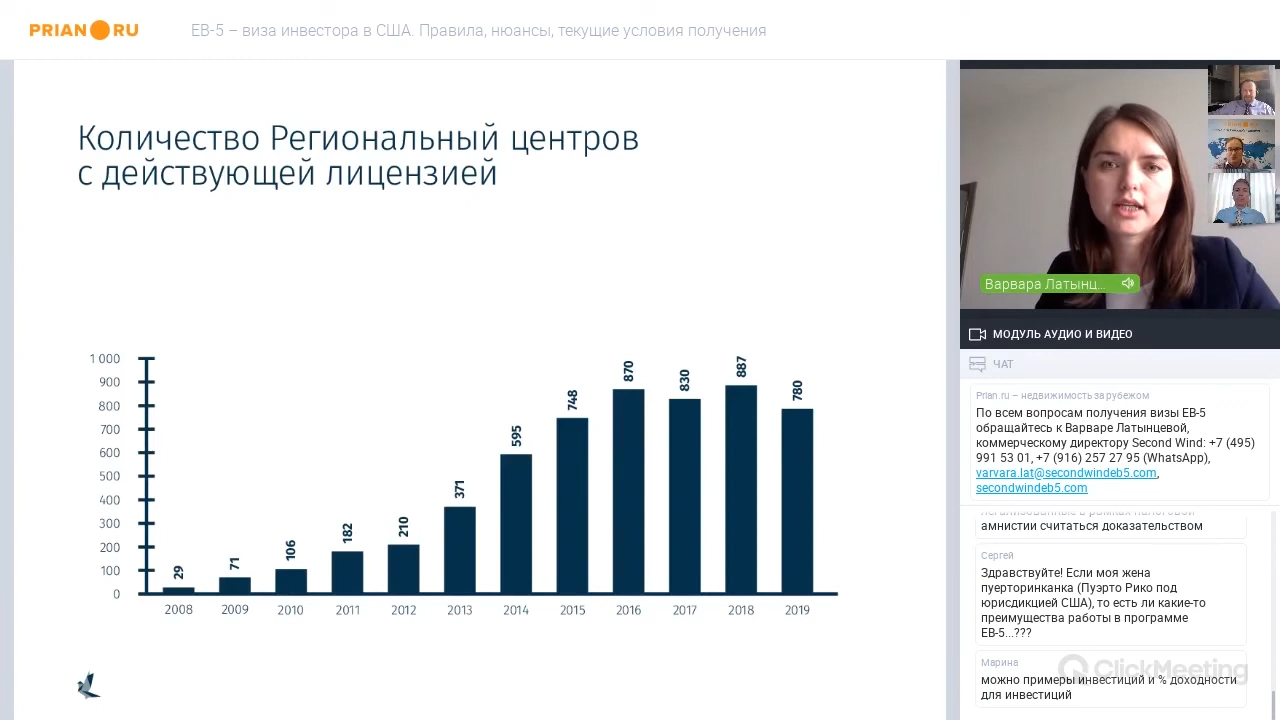 PRIAN RU
ЕВ-5 – виза инвестора в США. Правила, нюансы, текущие условия получения
Количество Региональный центров
с действующей лицензией
1 000
900
800
700
600
500
400
300
200
100
0
29
71
106
182
210
371
595
748
870
830
887
780
2008
2009
2010
2011
2012
2013
2014
2015
2016
2017
2018
2019
Варвара Латынц...
МОДУЛЬ АУДИО И ВИДЕО
ЧАТ
Prian.ru – недвижимость за рубежом
По всем вопросам получения визы ЕВ-5
обращайтесь к Варваре Латынцевой,
коммерческому директору Second Wind: +7 (495)
991 53 01, +7 (916) 257 27 95 (WhatsApp),
varvara.lat@secondwindeb5.com,
secondwindeb5.com
легализованные в рамках налоговой
амнистии считаться доказательством
Сергей
Здравствуйте! Если моя жена
пуерторинканка (Пуэрто Рико под
юрисдикцией США), то есть ли какие-то
преимущества работы в программе
ЕВ-5...???
Марина
можно примеры инвестиций и % доходности
для инвестиций
ClickMeeting